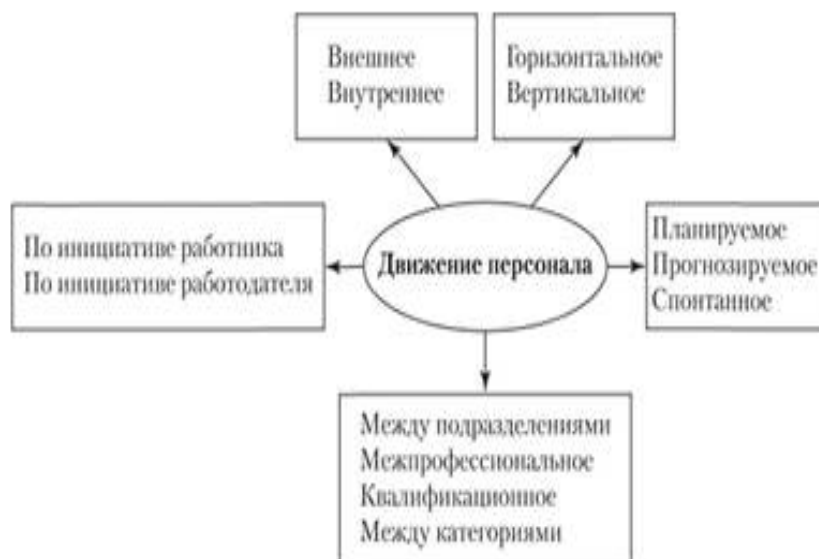 Внешнее
Внутреннее
Горизонтальное
Вертикальное
По инициативе работника
По инициативе работодателя
Движение персонала
Планируемое
Прогнозируемое
Спонтанное
Между подразделениями
Межпрофессиональное
Квалификационное
Между категориями